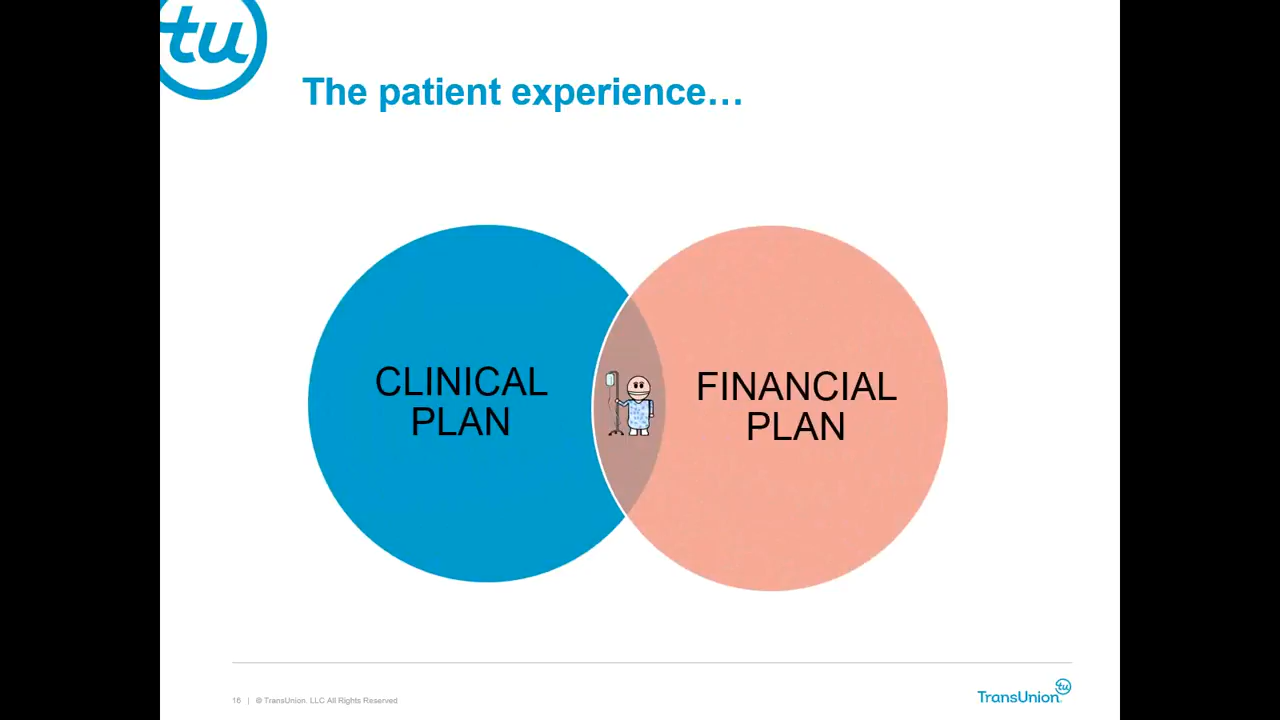 tu
The patient experience…
CLINICAL
PLAN
FINANCIAL
PLAN
16 | © TransUnion. LLC All Rights Reserved
tu
TransUnion